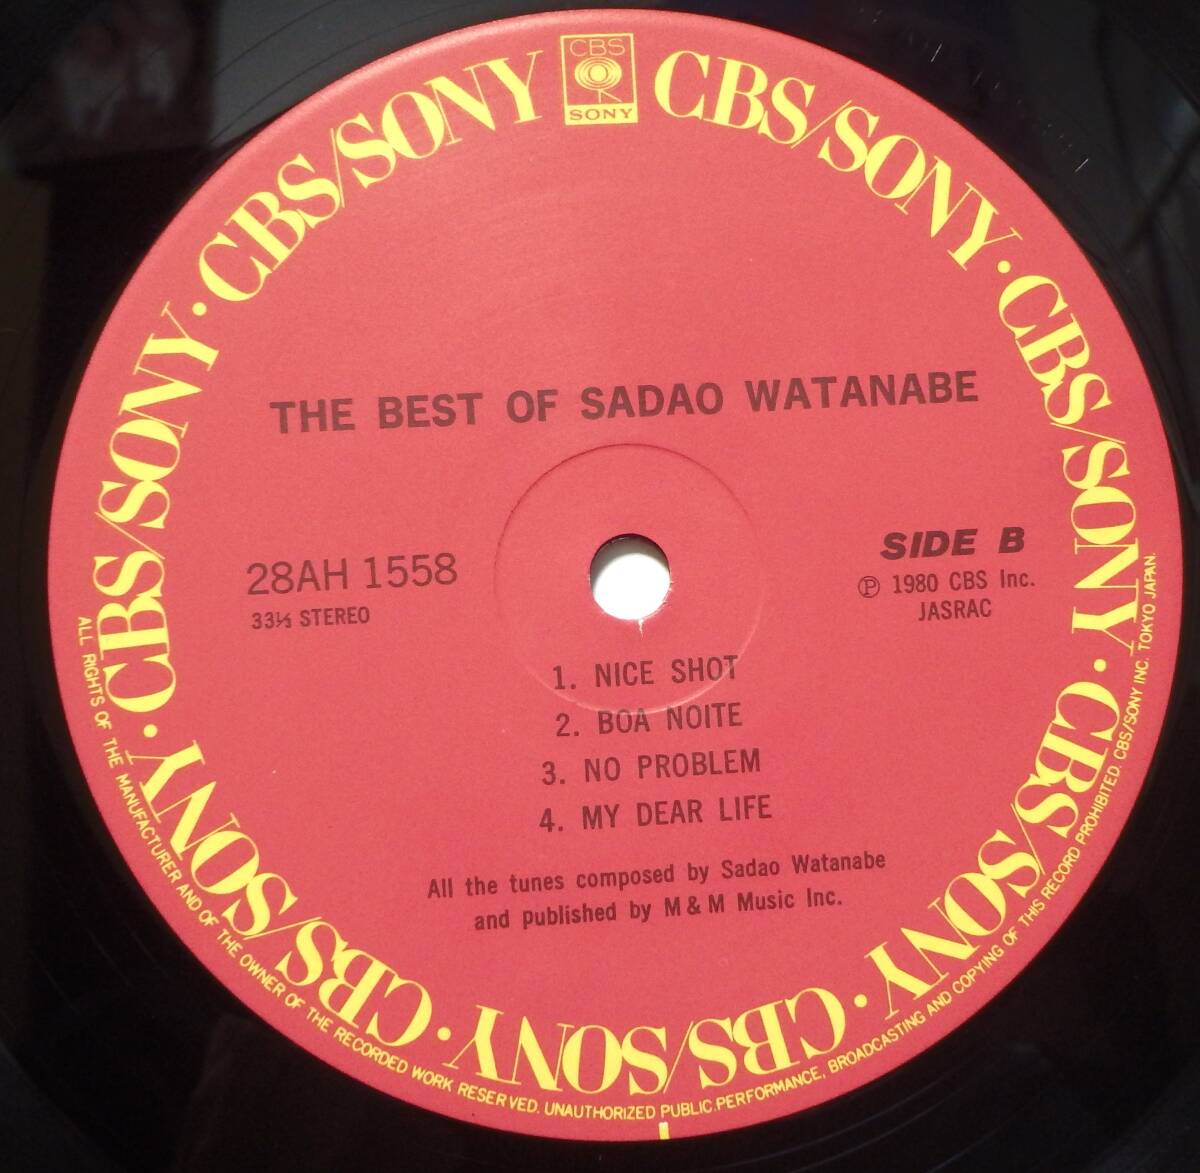 CBS
SONY
CBS/SONY · CBS/SONY · CBS/SONY · CBS/SONY · CBS/SONY · CBS/SONY · CBS/SONY · CBS/SONY · CBS/SONY
THE BEST OF SADAO WATANABE
28AH 1558
33⅓ STEREO
SIDE B
Ⓟ 1980 CBS Inc.
JASRAC
1. NICE SHOT
2. BOA NOITE
3. NO PROBLEM
4. MY DEAR LIFE
All the tunes composed by Sadao Watanabe
and published by M & M Music Inc.
ALL RIGHTS OF THE MANUFACTURER AND OF THE OWNER OF THE RECORDED WORK RESERVED. UNAUTHORIZED PUBLIC.PERFORMANCE, BROADCASTING AND COPYING OF THIS RECORD PROHIBITED. CBS/SONY INC. TOKYO JAPAN.